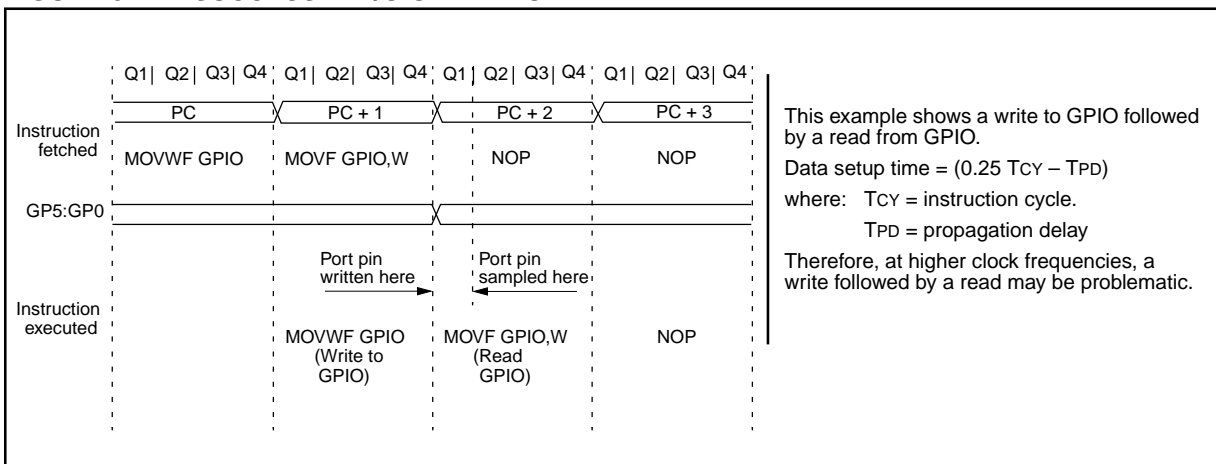 Q1| Q2| Q3| Q4 Q1| Q2| Q3| Q4 Q1| Q2| Q3| Q4 Q1| Q2| Q3| Q4
Instruction
fetched
PC PC + 1 PC + 2 PC + 3
MOVWF GPIO MOVF GPIO,W NOP NOP
GP5:GP0
Port pin
written here
Port pin
sampled here
Instruction
executed
MOVWF GPIO
(Write to
GPIO)
MOVF GPIO,W
(Read
GPIO)
NOP
This example shows a write to GPIO followed
by a read from GPIO.
Data setup time = (0.25 TCY – TPD)
where: TCY = instruction cycle.
TPD = propagation delay
Therefore, at higher clock frequencies, a
write followed by a read may be problematic.